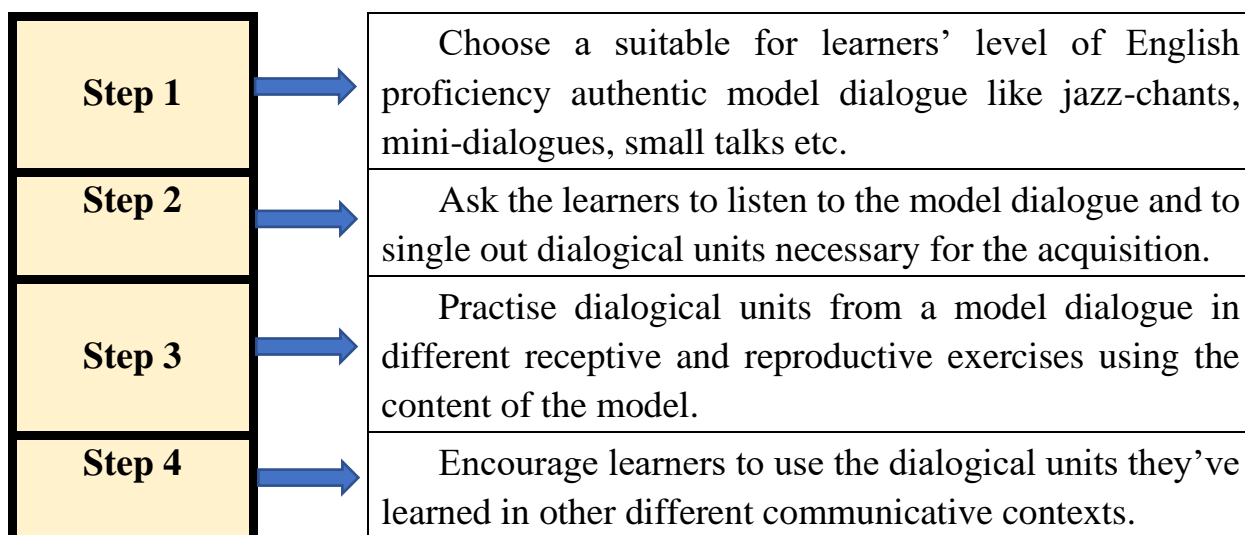 Step 1
Choose a suitable for learners’ level of English
proficiency authentic model dialogue like jazz-chants,
mini-dialogues, small talks etc.
Step 2
Ask the learners to listen to the model dialogue and to
single out dialogical units necessary for the acquisition.
Step 3
Practise dialogical units from a model dialogue in
different receptive and reproductive exercises using the
content of the model.
Step 4
Encourage learners to use the dialogical units they’ve
learned in other different communicative contexts.